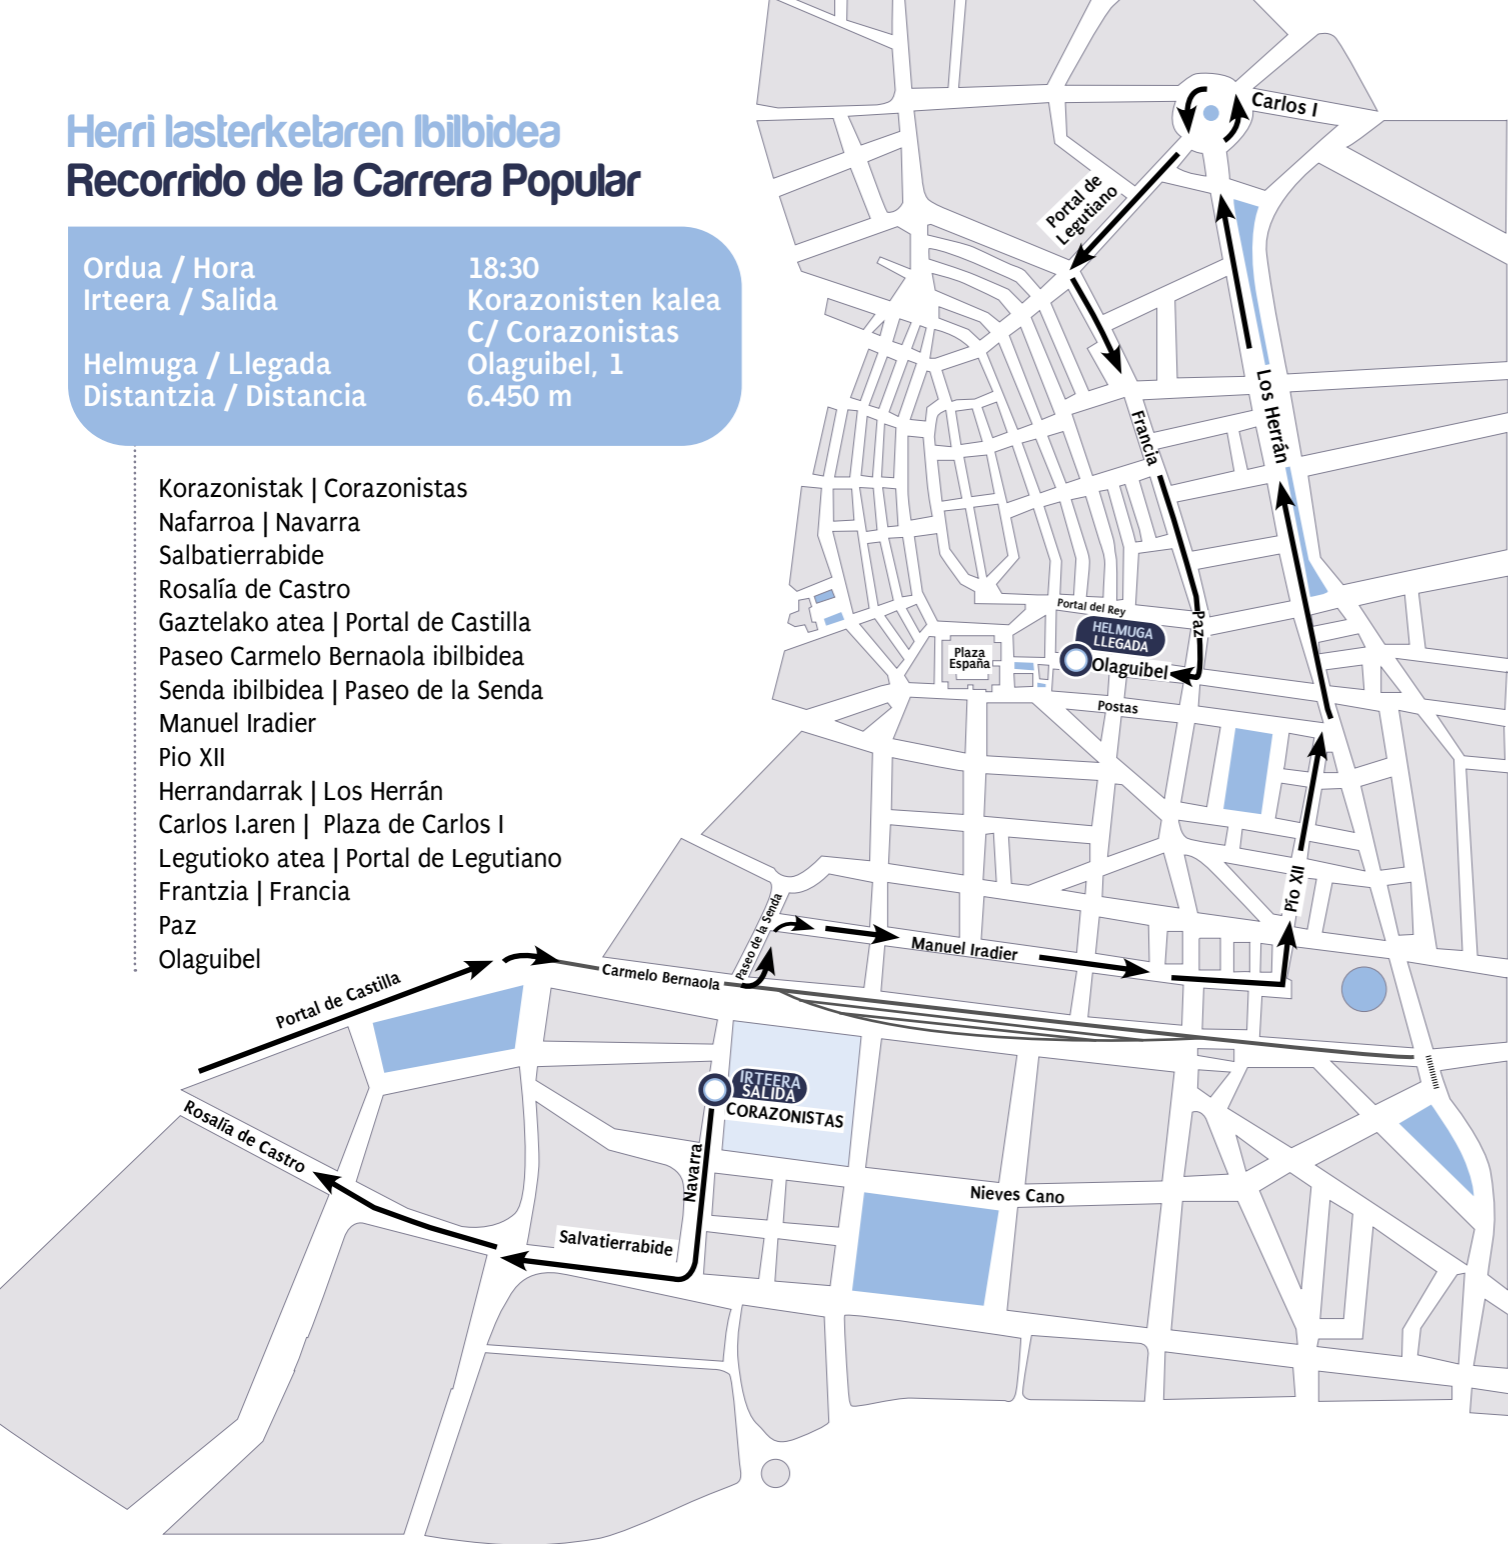 Herri lasterketaren Ibilbidea
Recorrido de la Carrera Popular
Ordua / Hora 18:30
Irteera / Salida Korazonisten kalea
C/ Corazonistas
Helmuga / Llegada Olaguibel, 1
Distantzia / Distancia 6.450 m
Korazonistak | Corazonistas
Nafarroa | Navarra
Salbatierrabide
Rosalía de Castro
Gaztelako atea | Portal de Castilla
Paseo Carmelo Bernaola ibilbidea
Senda ibilbidea | Paseo de la Senda
Manuel Iradier
Pio XII
Herrandarrak | Los Herrán
Carlos I.aren | Plaza de Carlos I
Legutioko atea | Portal de Legutiano
Frantzia | Francia
Paz
Olaguibel
Carlos I
Portal de
Legutiano
Los Herrán
Francia
Portal del Rey
Paz
HELMUGA
LLEGADA
Olaguibel
Plaza
España
Postas
Pío XII
Paseo de la Senda
Manuel Iradier
Carmelo Bernaola
Portal de Castilla
IRTEERA
SALIDA
CORAZONISTAS
Rosalía de Castro
Navarra
Nieves Cano
Salvatierrabide